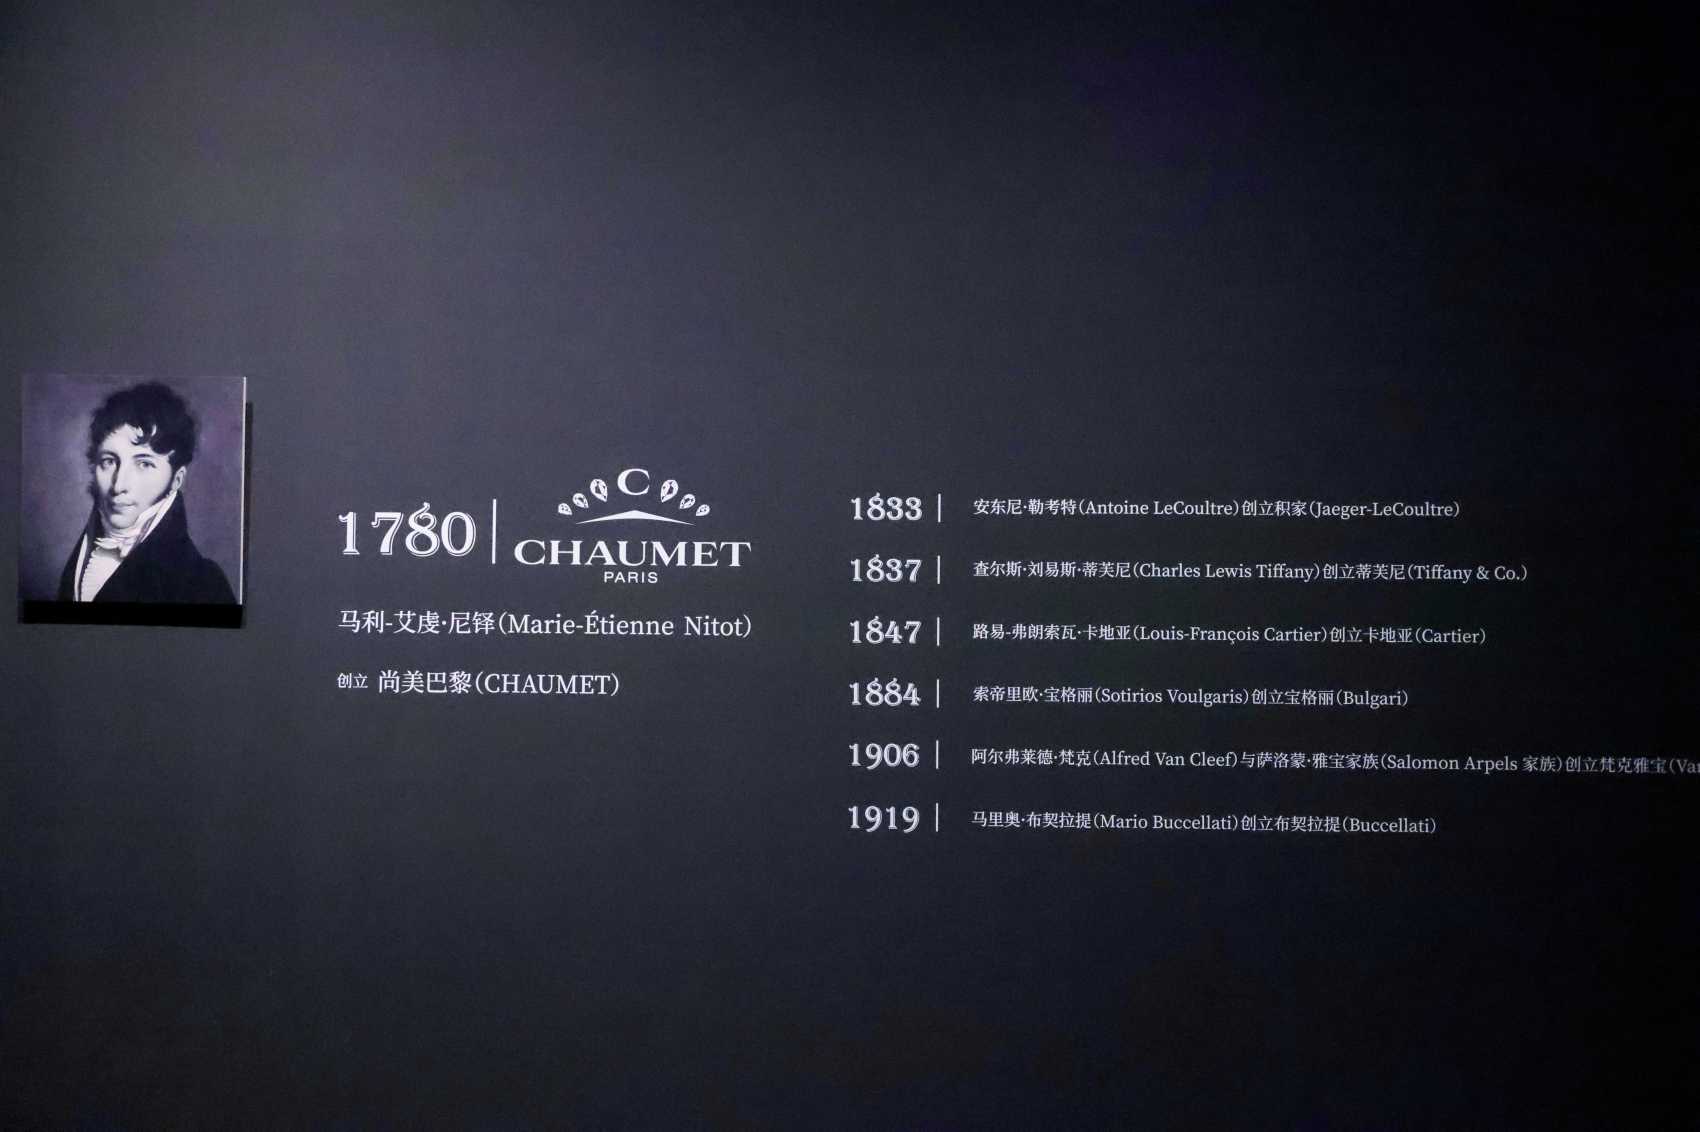 1780
C
CHAUMET
PARIS
马利-艾虔·尼铎(Marie-Étienne Nitot)
创立 尚美巴黎(CHAUMET)
1833 | 安东尼·勒考特(Antoine LeCoultre)创立积家(Jaeger-LeCoultre)
1837 | 查尔斯·刘易斯·蒂芙尼(Charles Lewis Tiffany)创立蒂芙尼(Tiffany & Co.)
1847 | 路易-弗朗索瓦·卡地亚(Louis-François Cartier)创立卡地亚(Cartier)
1884 | 索帝里欧·宝格丽(Sotirios Voulgaris)创立宝格丽(Bulgari)
1906 | 阿尔弗莱德·梵克(Alfred Van Cleef)与萨洛蒙·雅宝家族(Salomon Arpels 家族)创立梵克雅宝(Va
1919 | 马里奥·布契拉提(Mario Buccellati)创立布契拉提(Buccellati)